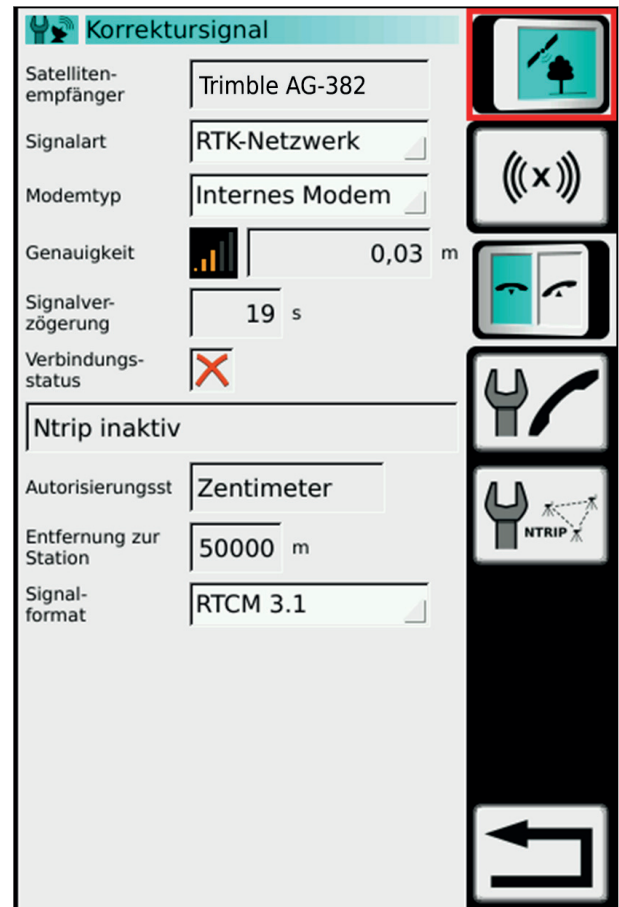 Korrektursignal
Satelliten-
empfänger
Trimble AG-382
Signalart
RTK-Netzwerk
Modemtyp
Internes Modem
Genauigkeit
0,03 m
Signalver-
zögerung
19 s
Verbindungs-
status
Ntrip inaktiv
Autorisierungsst
Zentimeter
Entfernung zur
Station
50000 m
Signal-
format
RTCM 3.1
((( x )))
NTRIP